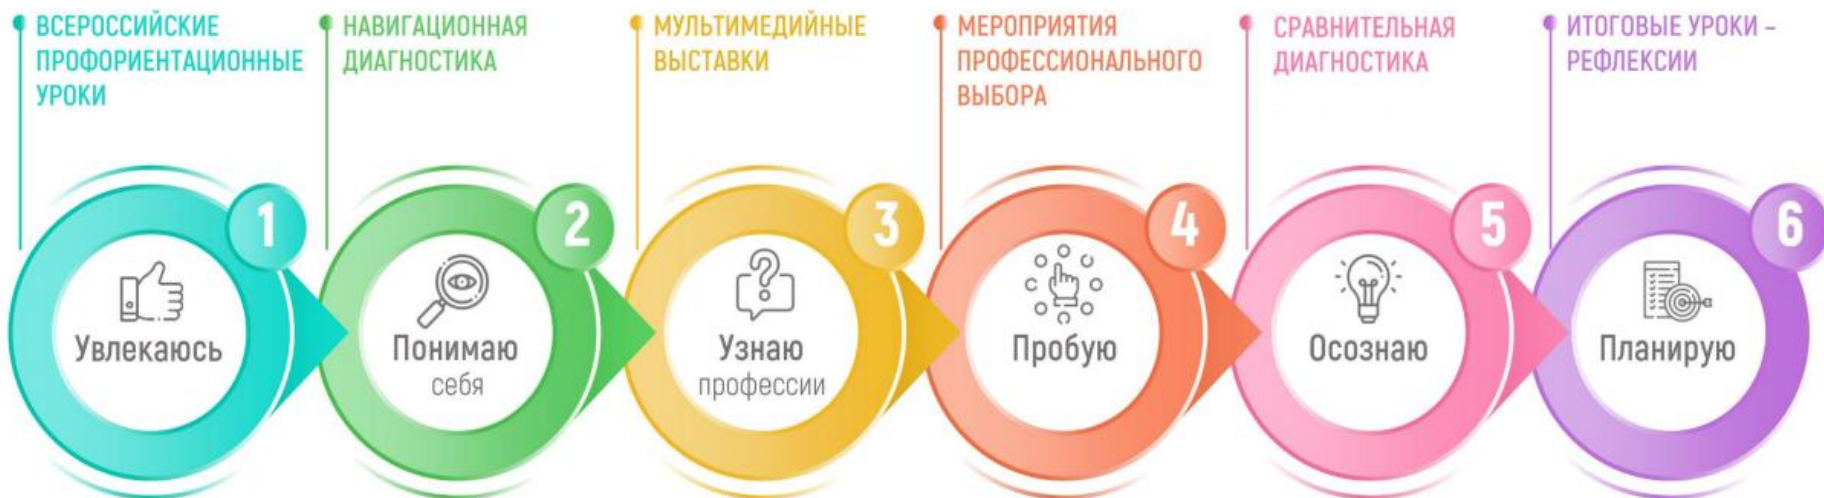 ВСЕРОССИЙСКИЕ
ПРОФОРИЕНТАЦИОННЫЕ
УРОКИ
1
Увлекаюсь
НАВИГАЦИОННАЯ
ДИАГНОСТИКА
2
Понимаю
себя
МУЛЬТИМЕДИЙНЫЕ
ВЫСТАВКИ
3
Узнаю
профессии
МЕРОПРИЯТИЯ
ПРОФЕССИОНАЛЬНОГО
ВЫБОРА
4
Пробую
СРАВНИТЕЛЬНАЯ
ДИАГНОСТИКА
5
Осознаю
ИТОГОВЫЕ УРОКИ –
РЕФЛЕКСИИ
6
Планирую